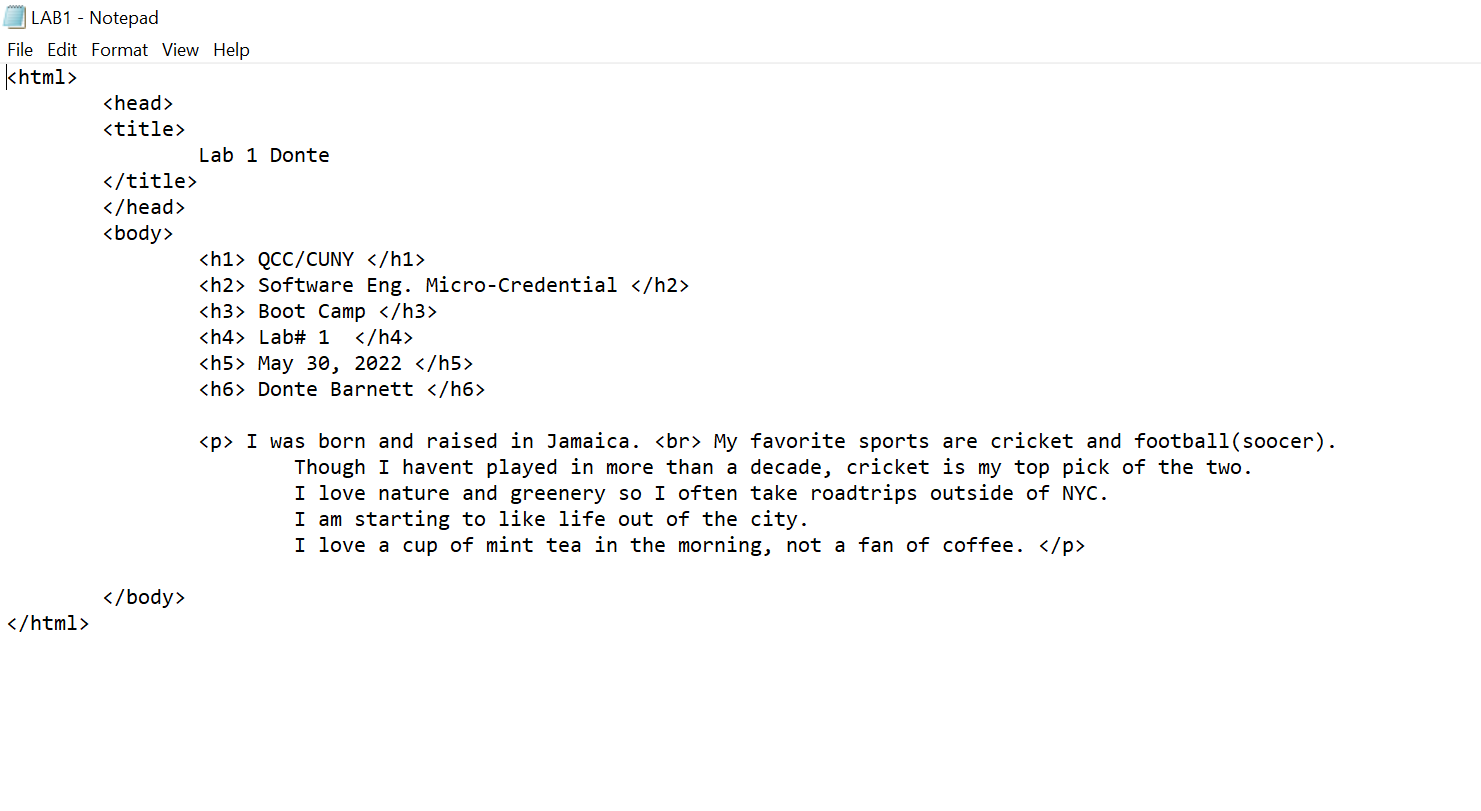 LAB1 - Notepad
File Edit Format View Help
<html>
<head>
<title>
Lab 1 Donte
</title>
</head>
<body>
<h1> QCC/CUNY </h1>
<h2> Software Eng. Micro-Credential </h2>
<h3> Boot Camp </h3>
<h4> Lab# 1  </h4>
<h5> May 30, 2022 </h5>
<h6> Donte Barnett </h6>
<p> I was born and raised in Jamaica. <br> My favorite sports are cricket and football(soocer).
Though I havent played in more than a decade, cricket is my top pick of the two.
I love nature and greenery so I often take roadtrips outside of NYC.
I am starting to like life out of the city.
I love a cup of mint tea in the morning, not a fan of coffee. </p>
</body>
</html>